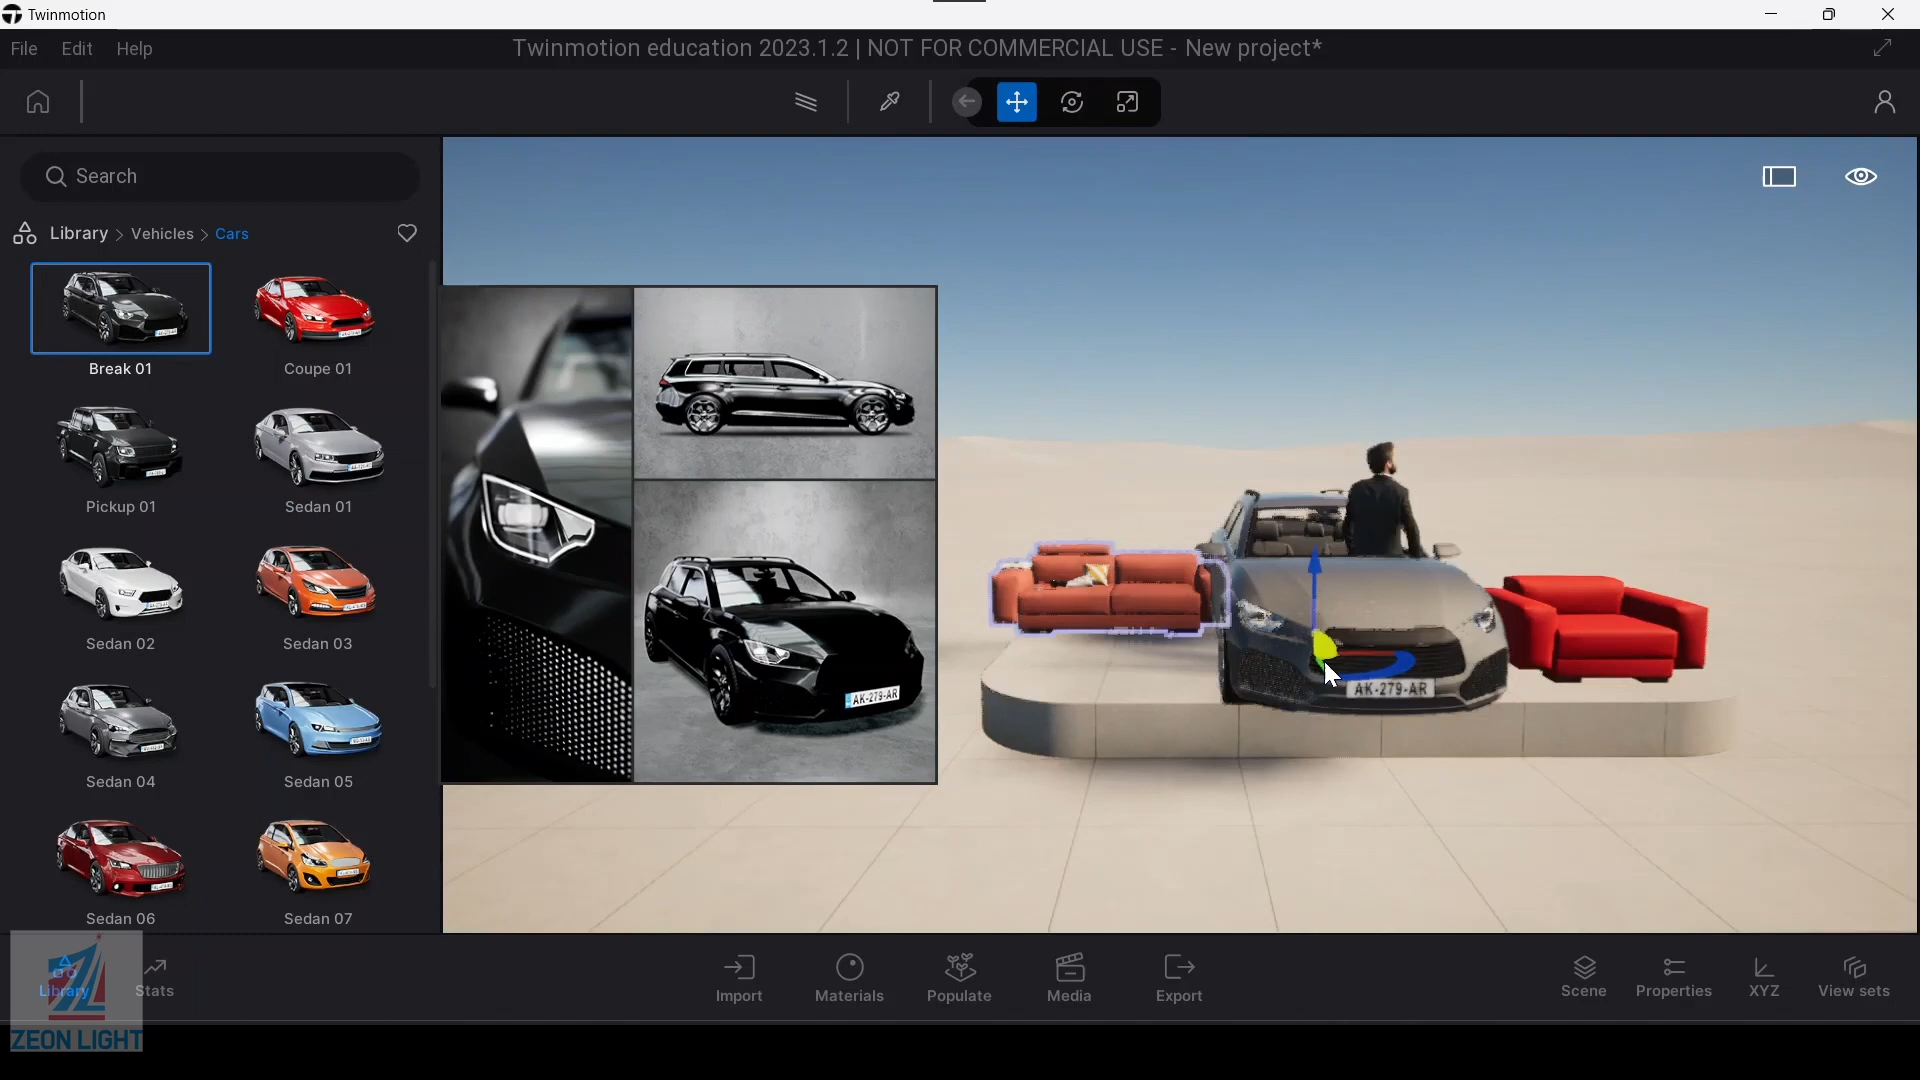 Twinmotion
File Edit Help
Twinmotion education 2023.1.2 | NOT FOR COMMERCIAL USE - New project*
Search
Library > Vehicles > Cars
Break 01
Coupe 01
Pickup 01
Sedan 01
Sedan 02
Sedan 03
Sedan 04
Sedan 05
Sedan 06
Sedan 07
AK-279-AR
AK-279-AR
Library
Stats
Import
Materials
Populate
Media
Export
Scene
Properties
XYZ
View sets
ZEON LIGHT